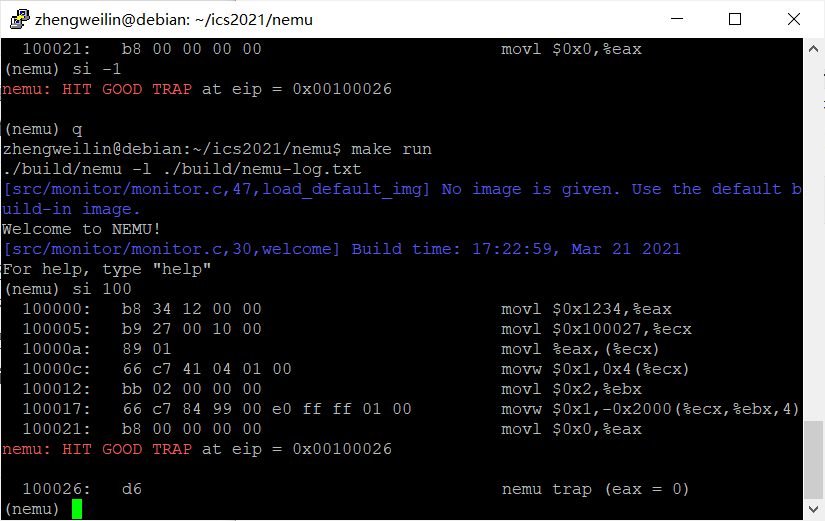 zhengweilin@debian: ~/ics2021/nemu
100021: b8 00 00 00 00 movl $0x0,%eax
(nemu) si -1
nemu: HIT GOOD TRAP at eip = 0x00100026
(nemu) q
zhengweilin@debian:~/ics2021/nemu$ make run
./build/nemu -l ./build/nemu-log.txt
[src/monitor/monitor.c,47,load_default_img] No image is given. Use the default b
uild-in image.
Welcome to NEMU!
[src/monitor/monitor.c,30,welcome] Build time: 17:22:59, Mar 21 2021
For help, type "help"
(nemu) si 100
100000: b8 34 12 00 00 movl $0x1234,%eax
100005: b9 27 00 10 00 movl $0x100027,%ecx
10000a: 89 01 movl %eax,(%ecx)
10000c: 66 c7 41 04 01 00 movw $0x1,0x4(%ecx)
100012: bb 02 00 00 00 movl $0x2,%ebx
100017: 66 c7 84 99 00 e0 ff ff 01 00 movw $0x1,-0x2000(%ecx,%ebx,4)
100021: b8 00 00 00 00 movl $0x0,%eax
nemu: HIT GOOD TRAP at eip = 0x00100026
100026: d6 nemu trap (eax = 0)
(nemu)